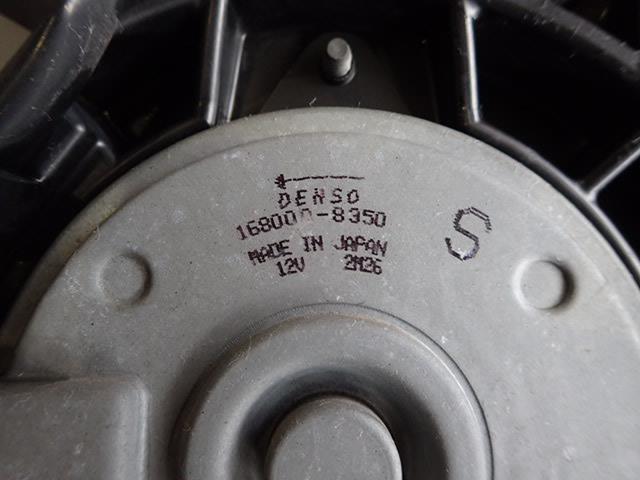 DENSO
168000-8350
MADE IN JAPAN
12V 2M26
S